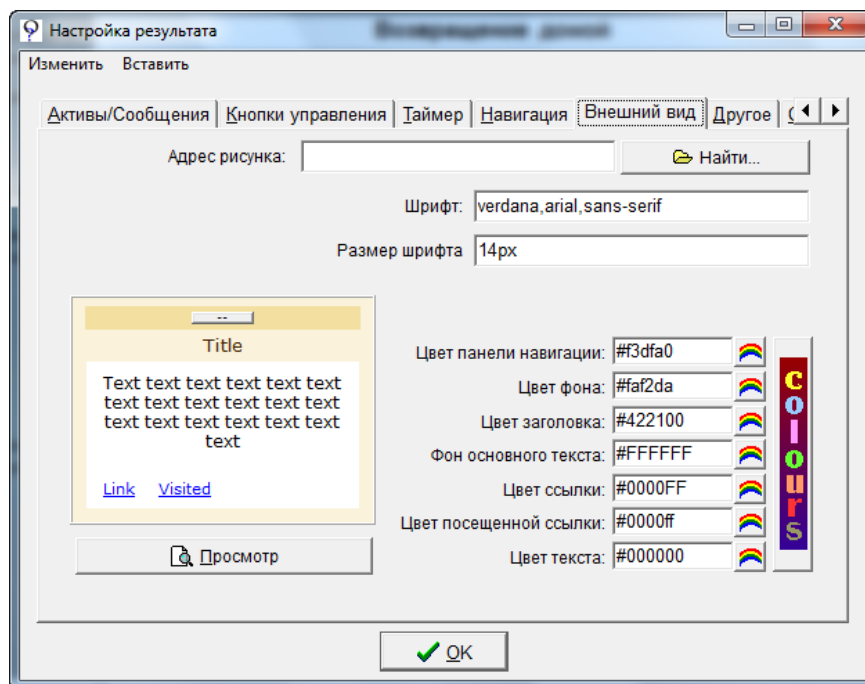 Настройка результата
Возвращение домой
Изменить Вставить
Активы/Сообщения Кнопки управления Таймер Навигация Внешний вид Другое
Адрес рисунка: Найти...
Шрифт: verdana,arial,sans-serif
Размер шрифта 14px
--
Title
Text text text text text text
text text text text text text
text text text text text text
text
Link Visited
Просмотр
Цвет панели навигации: #f3dfa0
Цвет фона: #faf2da
Цвет заголовка: #422100
Фон основного текста: #FFFFFF
Цвет ссылки: #0000FF
Цвет посещенной ссылки: #0000ff
Цвет текста: #000000
colours
OK